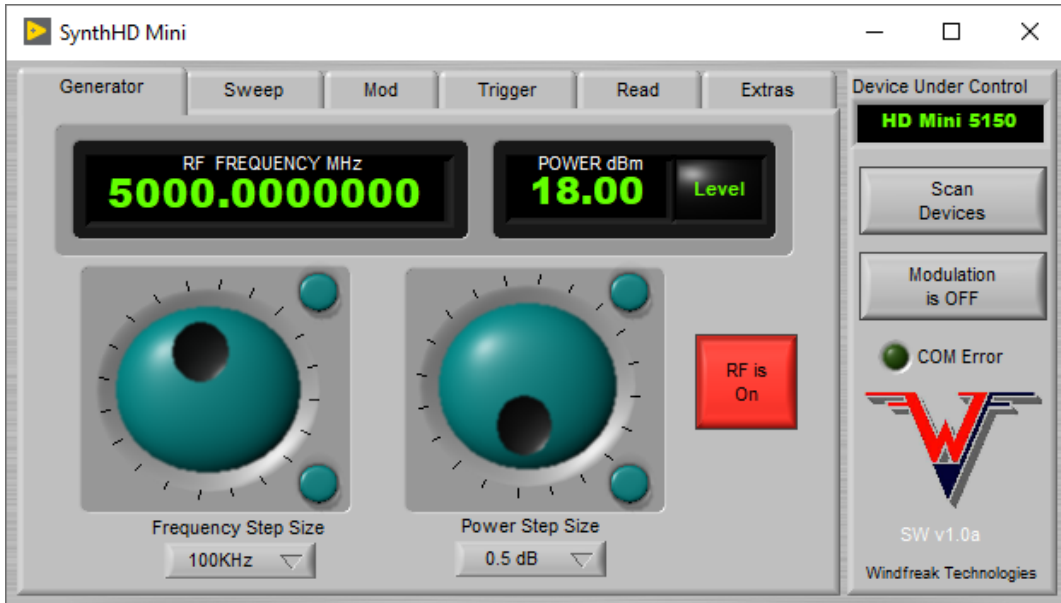 SynthHD Mini
Generator
Sweep
Mod
Trigger
Read
Extras
RF FREQUENCY MHz
5000.0000000
POWER dBm
18.00
Level
RF is
On
Frequency Step Size
100KHz
Power Step Size
0.5 dB
Device Under Control
HD Mini 5150
Scan
Devices
Modulation
is OFF
COM Error
W
SW v1.0a
Windfreak Technologies